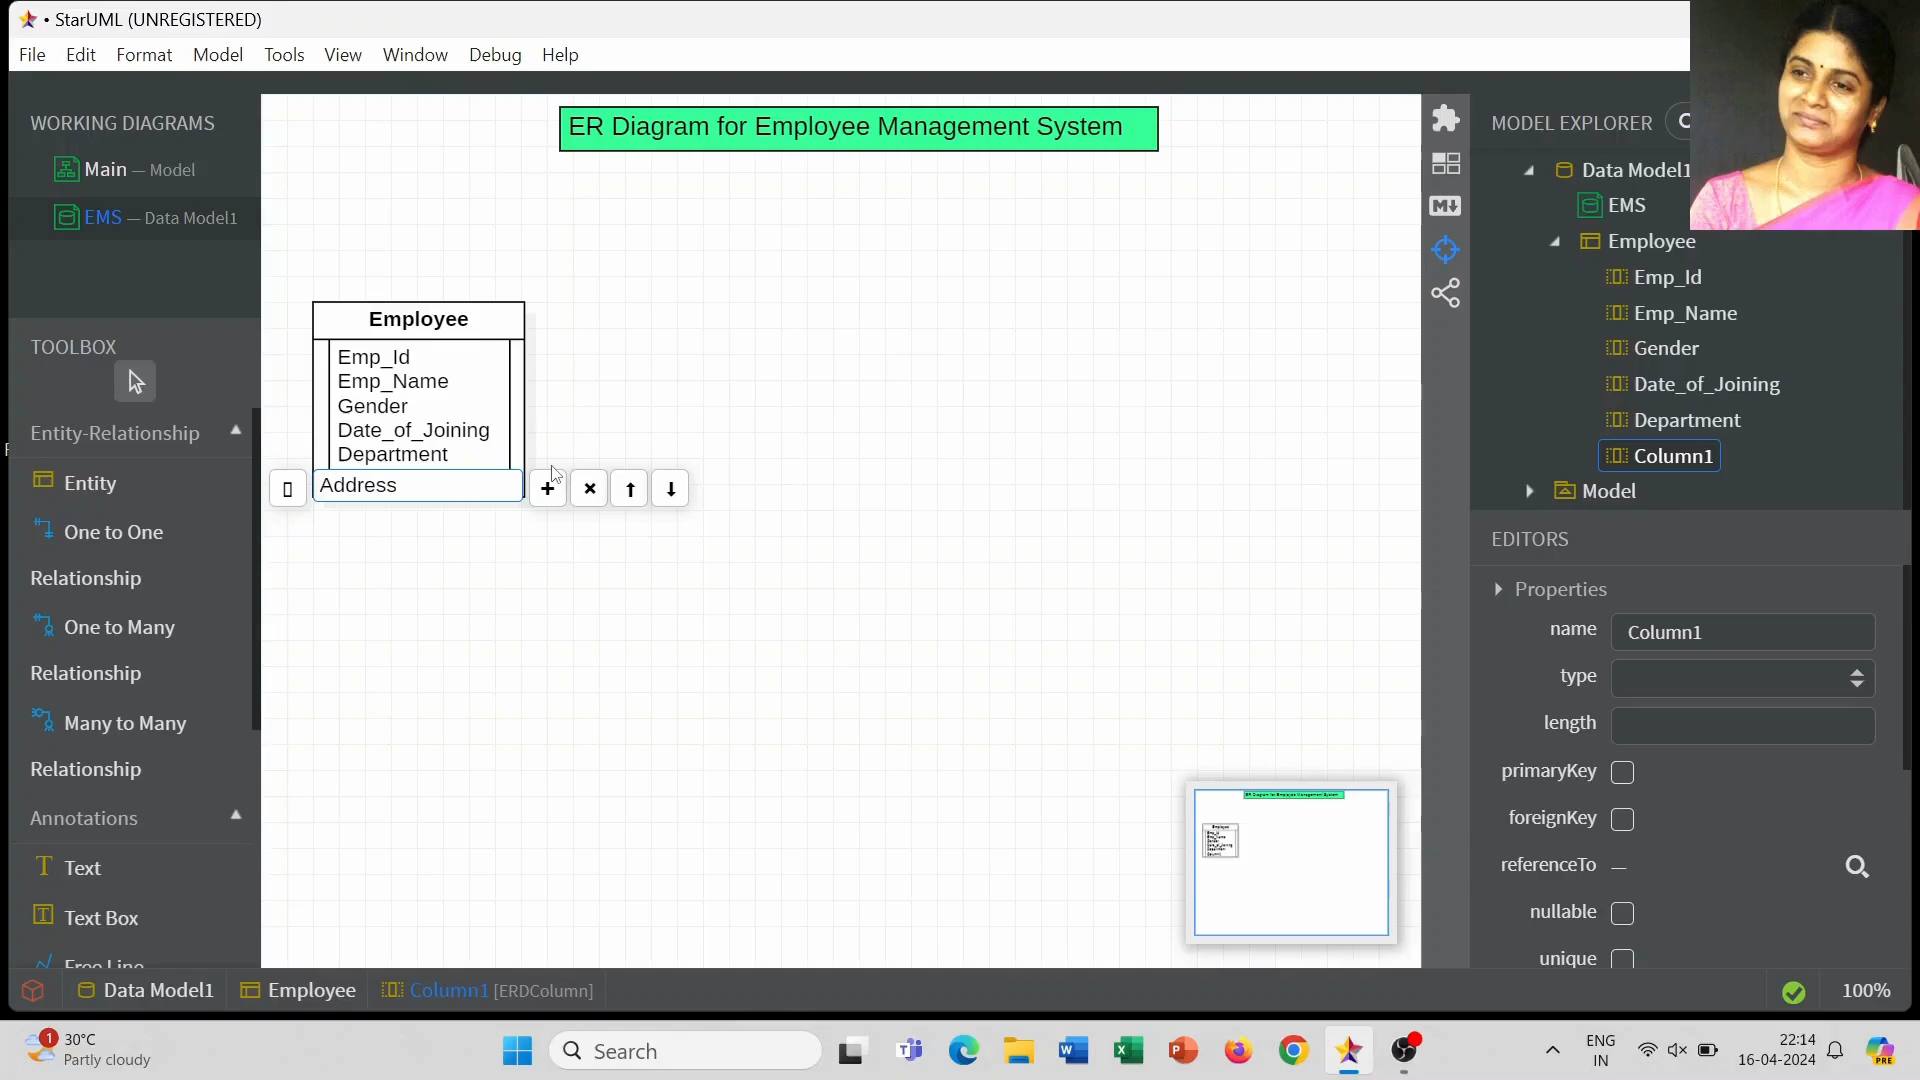 • StarUML (UNREGISTERED)
File Edit Format Model Tools View Window Debug Help
WORKING DIAGRAMS
Main — Model
EMS — Data Model1
TOOLBOX
Entity-Relationship
Entity
One to One
Relationship
One to Many
Relationship
Many to Many
Relationship
Annotations
Text
Text Box
Free Line
ER Diagram for Employee Management System
Employee
Emp_Id
Emp_Name
Gender
Date_of_Joining
Department
Address
MODEL EXPLORER
Data Model1
EMS
Employee
Emp_Id
Emp_Name
Gender
Date_of_Joining
Department
Column1
Model
EDITORS
Properties
name Column1
type
length
primaryKey
foreignKey
referenceTo —
nullable
unique
Data Model1 Employee Column1 [ERDColumn] 100%
1 30°C
Partly cloudy
Search
ENG
IN
22:14
16-04-2024
PRE